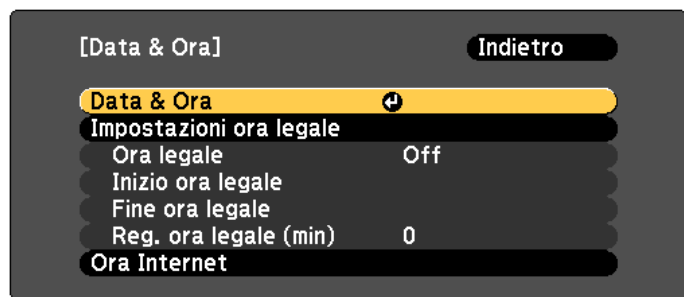 [Data & Ora] Indietro
Data & Ora
Impostazioni ora legale
Ora legale Off
Inizio ora legale
Fine ora legale
Reg. ora legale (min) 0
Ora Internet